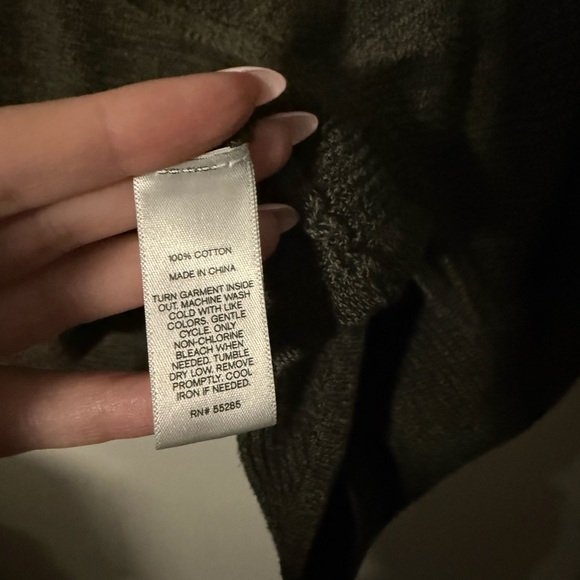 100% COTTON
MADE IN CHINA
TURN GARMENT INSIDE
OUT. MACHINE WASH
COLD WITH LIKE
COLORS. GENTLE
CYCLE. ONLY
NON-CHLORINE
BLEACH WHEN
NEEDED. TUMBLE
DRY LOW. REMOVE
PROMPTLY. COOL
IRON IF NEEDED.
RN# 55285